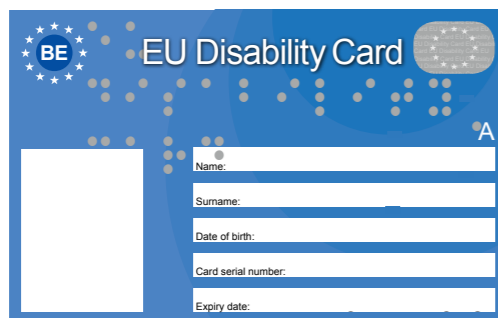 BE
EU Disability Card
A
Name:
Surname:
Date of birth:
Card serial number:
Expiry date: